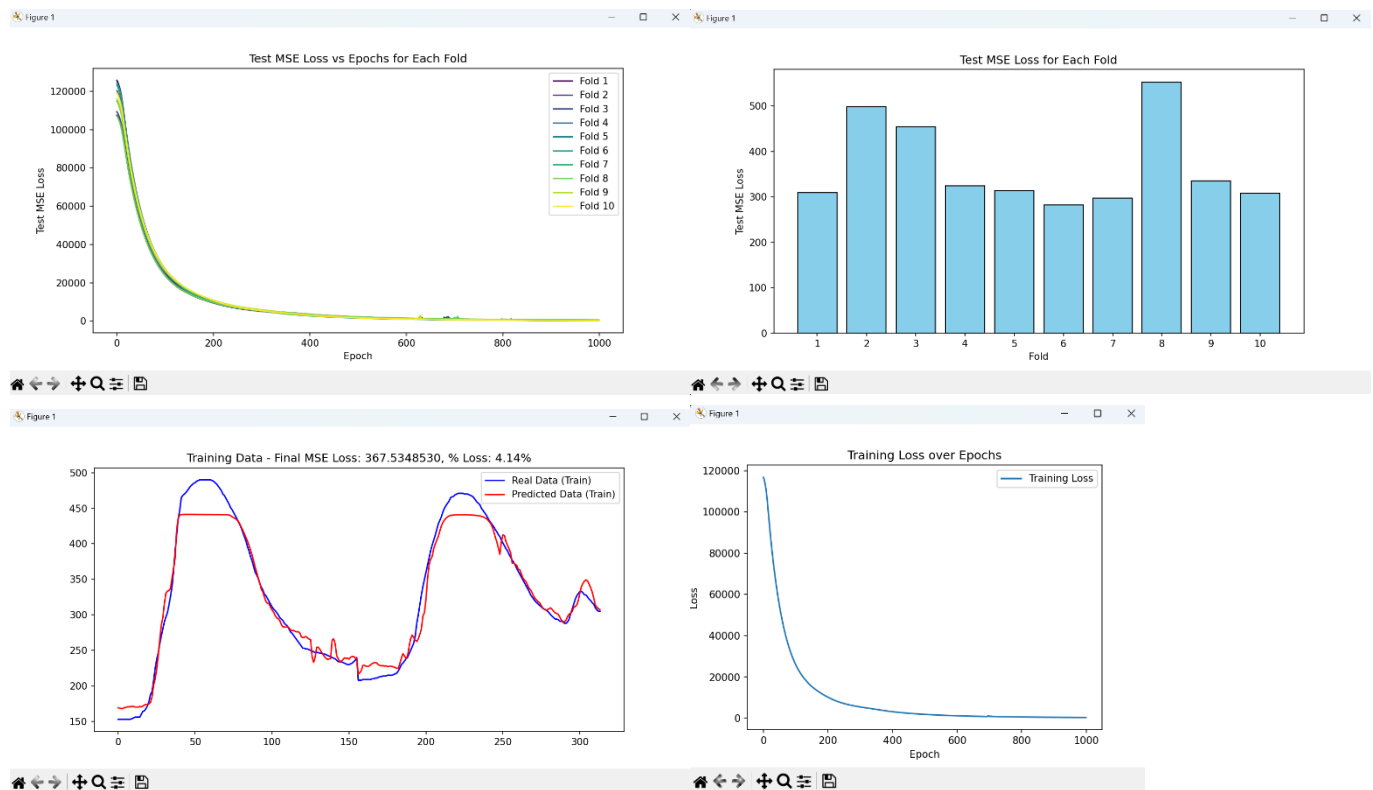 Figure 1
Test MSE Loss vs Epochs for Each Fold
Test MSE Loss
120000
100000
80000
60000
40000
20000
0
Fold 1
Fold 2
Fold 3
Fold 4
Fold 5
Fold 6
Fold 7
Fold 8
Fold 9
Fold 10
0 200 400 600 800 1000
Epoch
Figure 1
Test MSE Loss for Each Fold
Test MSE Loss
500
400
300
200
100
0
1 2 3 4 5 6 7 8 9 10
Fold
Figure 1
Training Data - Final MSE Loss: 367.5348530, % Loss: 4.14%
500
450
400
350
300
250
200
150
Real Data (Train)
Predicted Data (Train)
0 50 100 150 200 250 300
Figure 1
Training Loss over Epochs
Loss
120000
100000
80000
60000
40000
20000
0
Training Loss
0 200 400 600 800 1000
Epoch